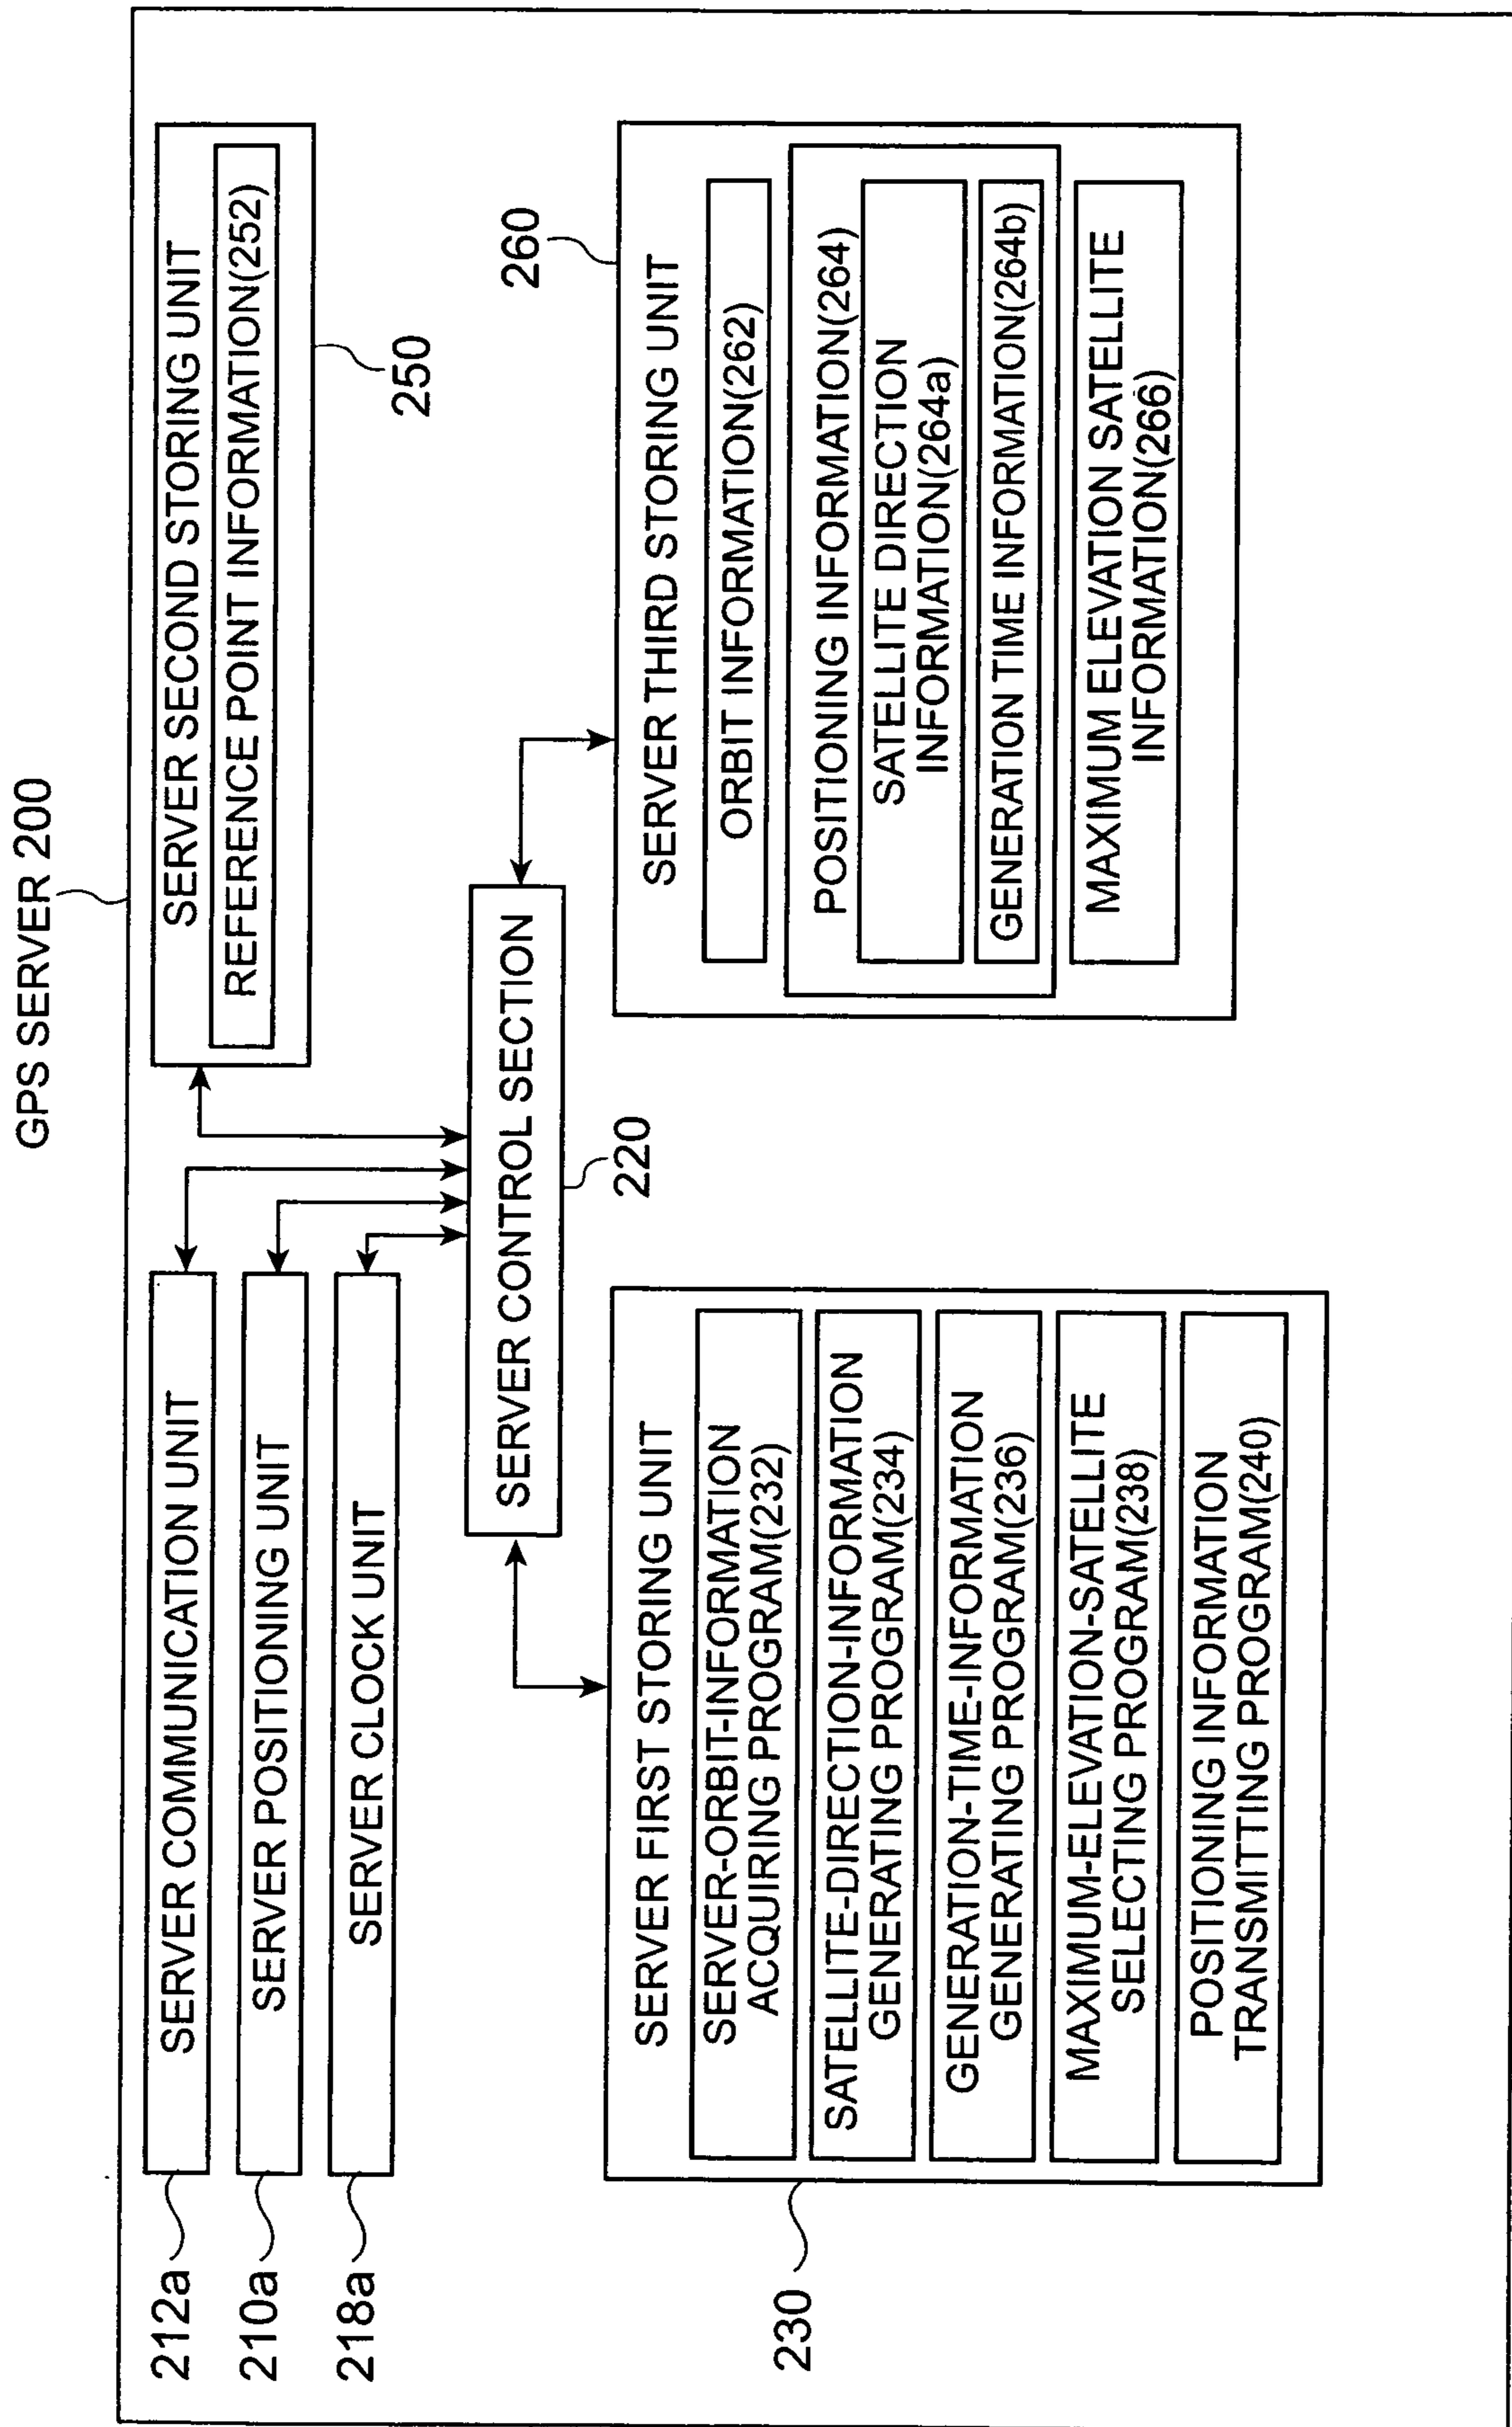 GPS SERVER 200
212a
SERVER COMMUNICATION UNIT
210a
SERVER POSITIONING UNIT
218a
SERVER CLOCK UNIT
SERVER SECOND STORING UNIT
REFERENCE POINT INFORMATION(252)
250
SERVER CONTROL SECTION
220
230
SERVER FIRST STORING UNIT
SERVER-ORBIT-INFORMATION
ACQUIRING PROGRAM(232)
SATELLITE-DIRECTION-INFORMATION
GENERATING PROGRAM(234)
GENERATION-TIME-INFORMATION
GENERATING PROGRAM(236)
MAXIMUM-ELEVATION-SATELLITE
SELECTING PROGRAM(238)
POSITIONING INFORMATION
TRANSMITTING PROGRAM(240)
260
SERVER THIRD STORING UNIT
ORBIT INFORMATION(262)
POSITIONING INFORMATION(264)
SATELLITE DIRECTION
INFORMATION(264a)
GENERATION TIME INFORMATION(264b)
MAXIMUM ELEVATION SATELLITE
INFORMATION(266)